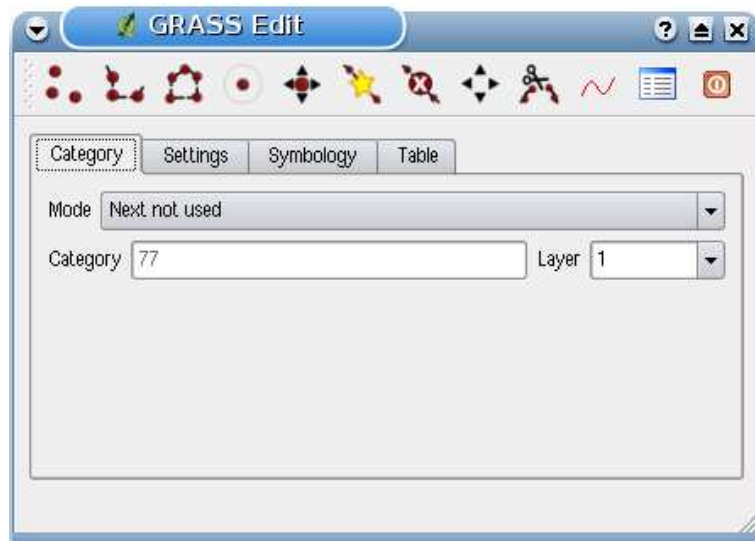 GRASS Edit
Category Settings Symbology Table
Mode Next not used
Category 77 Layer 1